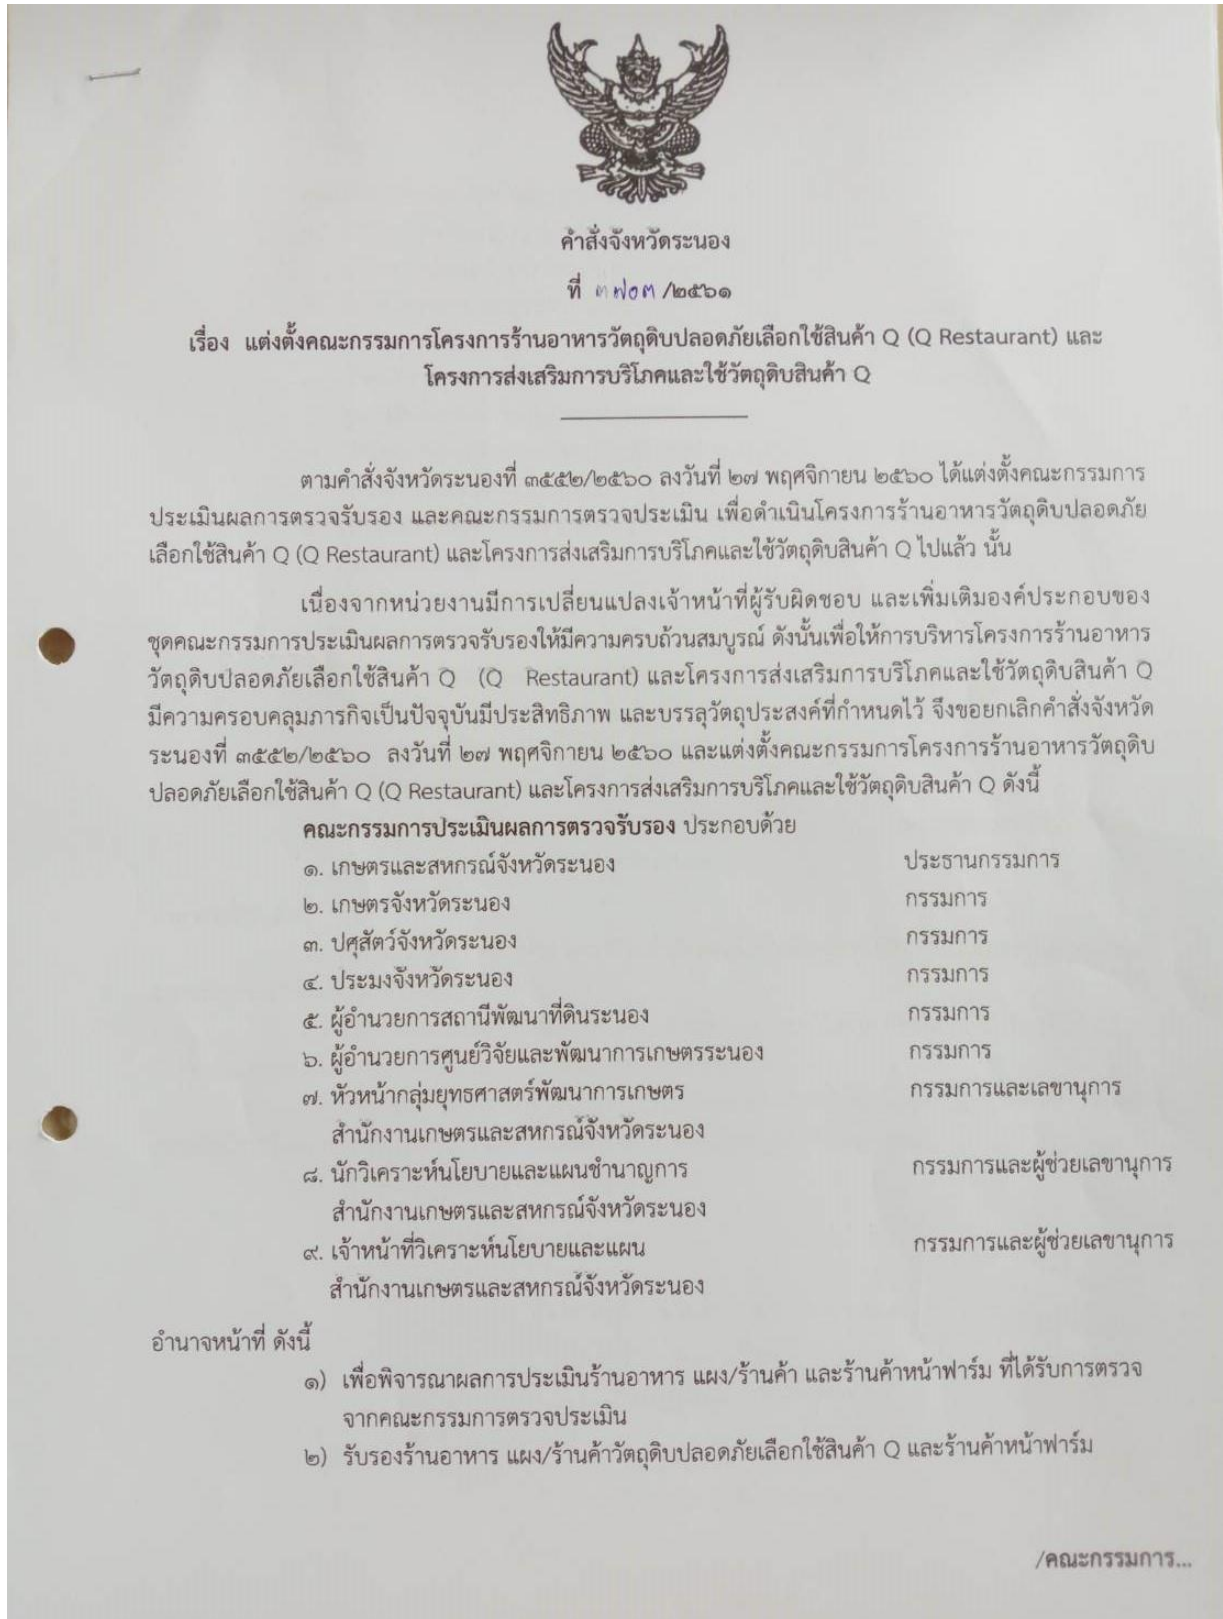 คำสั่งจังหวัดระนอง
ที่ ๓๗๐๓ /๒๕๖๑
เรื่อง แต่งตั้งคณะกรรมการโครงการร้านอาหารวัตถุดิบปลอดภัยเลือกใช้สินค้า Q (Q Restaurant) และ
โครงการส่งเสริมการบริโภคและใช้วัตถุดิบสินค้า Q
ตามคำสั่งจังหวัดระนองที่ ๓๕๕๒/๒๕๖๐ ลงวันที่ ๒๗ พฤศจิกายน ๒๕๖๐ ได้แต่งตั้งคณะกรรมการ
ประเมินผลการตรวจรับรอง และคณะกรรมการตรวจประเมิน เพื่อดำเนินโครงการร้านอาหารวัตถุดิบปลอดภัย
เลือกใช้สินค้า Q (Q Restaurant) และโครงการส่งเสริมการบริโภคและใช้วัตถุดิบสินค้า Q ไปแล้ว นั้น
เนื่องจากหน่วยงานมีการเปลี่ยนแปลงเจ้าหน้าที่ผู้รับผิดชอบ และเพิ่มเติมองค์ประกอบของ
ชุดคณะกรรมการประเมินผลการตรวจรับรองให้มีความครบถ้วนสมบูรณ์ ดังนั้นเพื่อให้การบริหารโครงการร้านอาหาร
วัตถุดิบปลอดภัยเลือกใช้สินค้า Q (Q Restaurant) และโครงการส่งเสริมการบริโภคและใช้วัตถุดิบสินค้า Q
มีความครอบคลุมภารกิจเป็นปัจจุบันมีประสิทธิภาพ และบรรลุวัตถุประสงค์ที่กำหนดไว้ จึงขอยกเลิกคำสั่งจังหวัด
ระนองที่ ๓๕๕๒/๒๕๖๐ ลงวันที่ ๒๗ พฤศจิกายน ๒๕๖๐ และแต่งตั้งคณะกรรมการโครงการร้านอาหารวัตถุดิบ
ปลอดภัยเลือกใช้สินค้า Q (Q Restaurant) และโครงการส่งเสริมการบริโภคและใช้วัตถุดิบสินค้า Q ดังนี้
คณะกรรมการประเมินผลการตรวจรับรอง ประกอบด้วย
๑. เกษตรและสหกรณ์จังหวัดระนอง ประธานกรรมการ
๒. เกษตรจังหวัดระนอง กรรมการ
๓. ปศุสัตว์จังหวัดระนอง กรรมการ
๔. ประมงจังหวัดระนอง กรรมการ
๕. ผู้อำนวยการสถานีพัฒนาที่ดินระนอง กรรมการ
๖. ผู้อำนวยการศูนย์วิจัยและพัฒนาการเกษตรระนอง กรรมการ
๗. หัวหน้ากลุ่มยุทธศาสตร์พัฒนาการเกษตร กรรมการและเลขานุการ
สำนักงานเกษตรและสหกรณ์จังหวัดระนอง
๘. นักวิเคราะห์นโยบายและแผนชำนาญการ กรรมการและผู้ช่วยเลขานุการ
สำนักงานเกษตรและสหกรณ์จังหวัดระนอง
๙. เจ้าหน้าที่วิเคราะห์นโยบายและแผน กรรมการและผู้ช่วยเลขานุการ
สำนักงานเกษตรและสหกรณ์จังหวัดระนอง
อำนาจหน้าที่ ดังนี้
๑) เพื่อพิจารณาผลการประเมินร้านอาหาร แผง/ร้านค้า และร้านค้าหน้าฟาร์ม ที่ได้รับการตรวจ
จากคณะกรรมการตรวจประเมิน
๒) รับรองร้านอาหาร แผง/ร้านค้าวัตถุดิบปลอดภัยเลือกใช้สินค้า Q และร้านค้าหน้าฟาร์ม
/คณะกรรมการ...